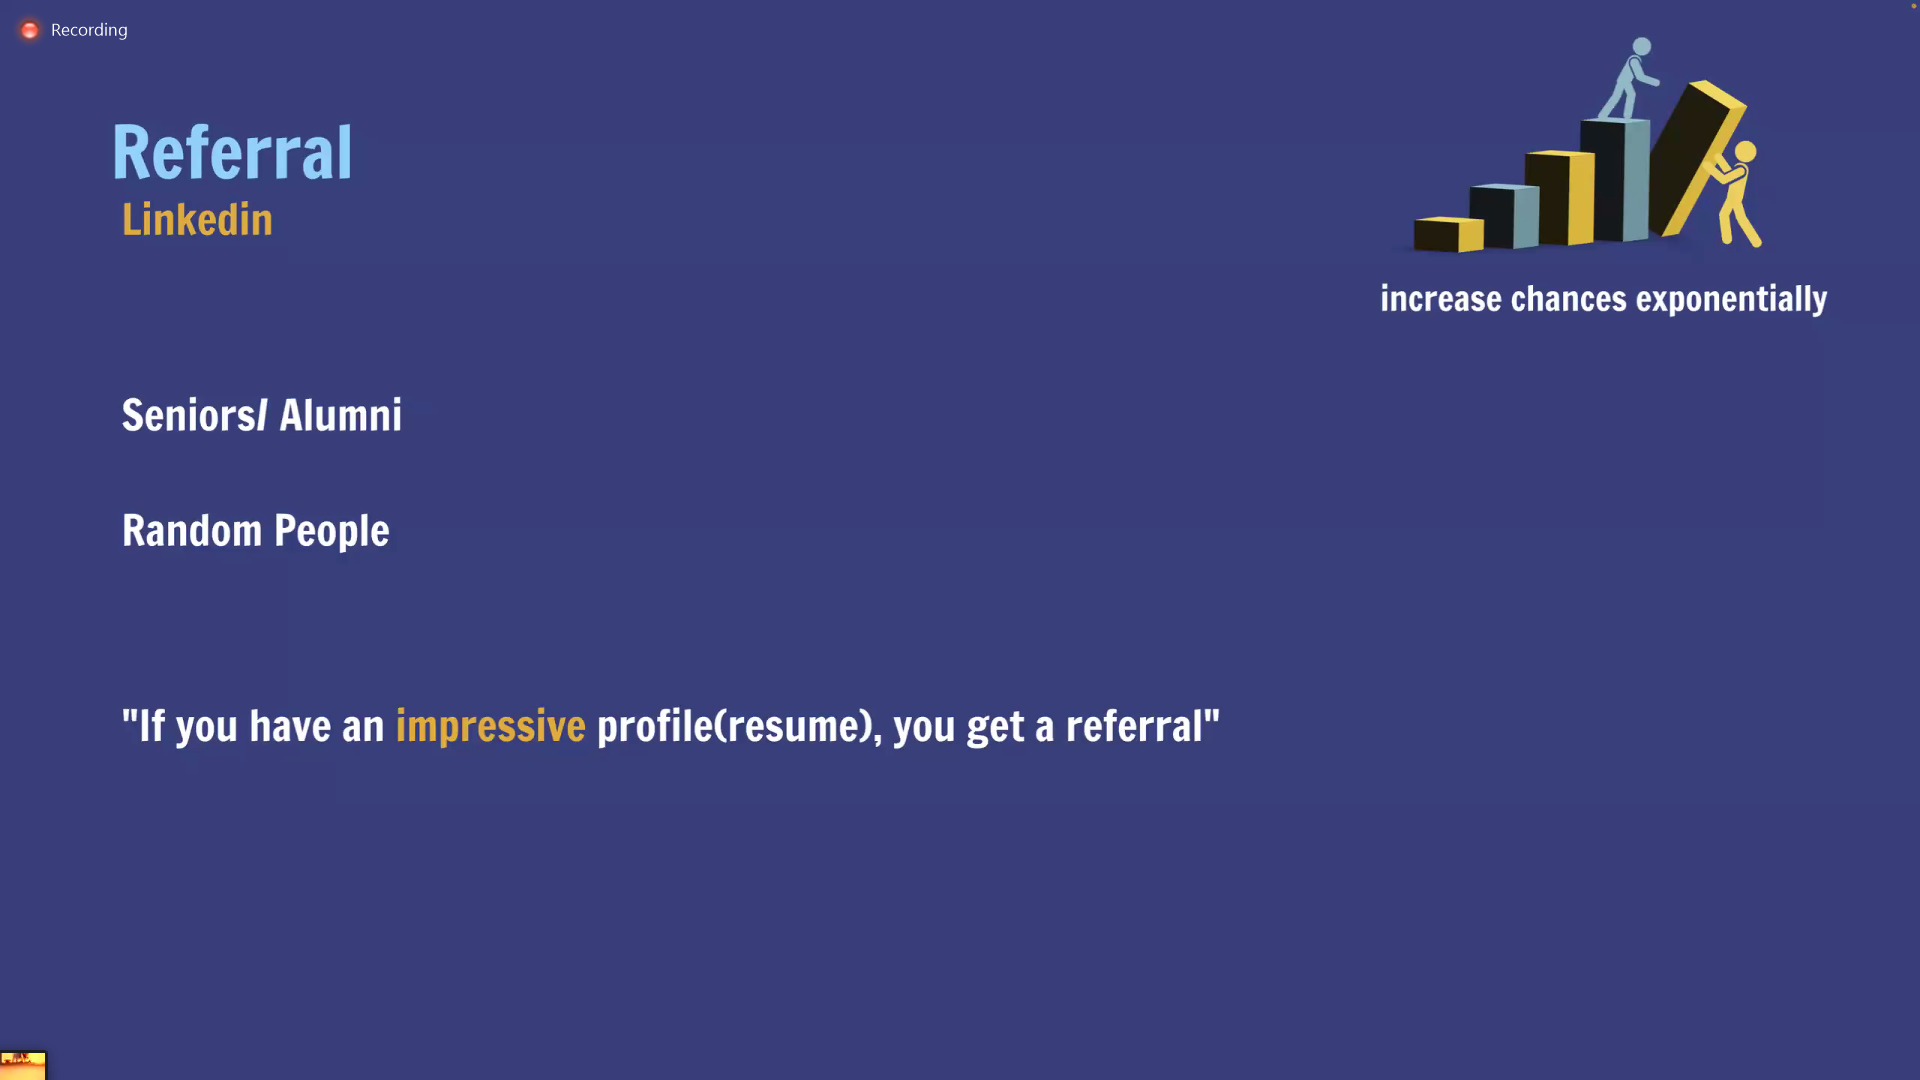 Recording
Referral
Linkedin
increase chances exponentially
Seniors/ Alumni
Random People
"If you have an impressive profile(resume), you get a referral"